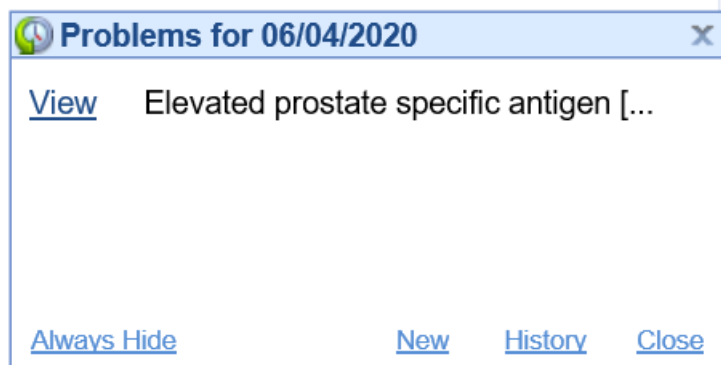 Problems for 06/04/2020 x
View Elevated prostate specific antigen [...
Always Hide New History Close